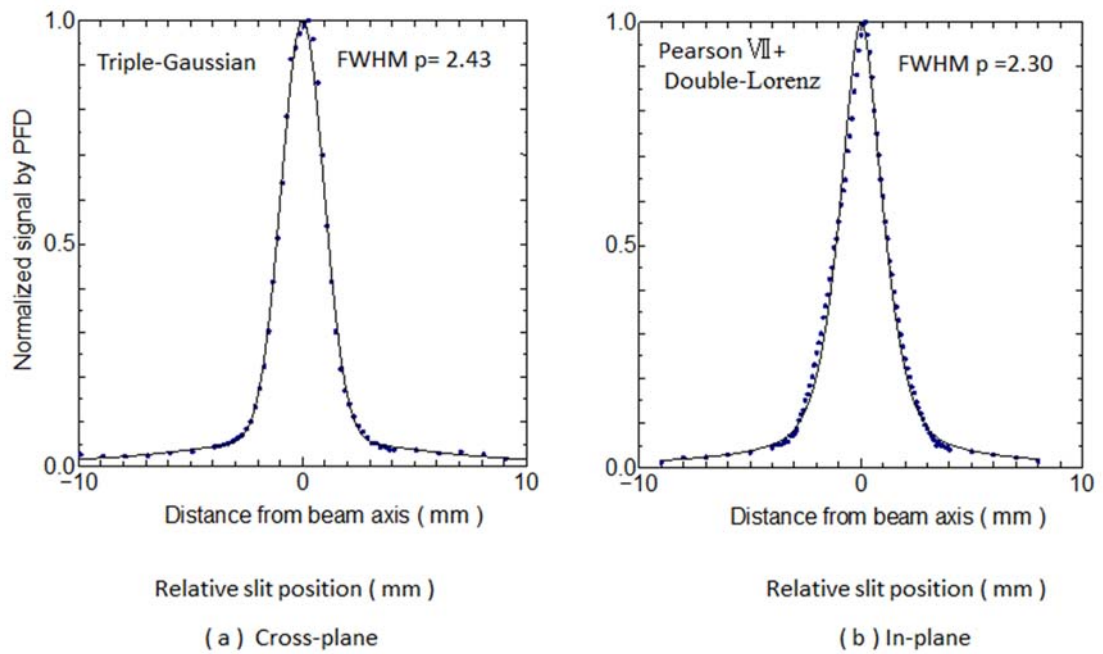 Triple-Gaussian
FWHM p= 2.43
Normalized signal by PFD
1.0
0.5
0.0
−10
0
10
Distance from beam axis ( mm )
Relative slit position ( mm )
( a ) Cross-plane
Pearson Ⅶ+
Double-Lorenz
FWHM p =2.30
1.0
0.5
0.0
−10
0
10
Distance from beam axis ( mm )
Relative slit position ( mm )
( b ) In-plane